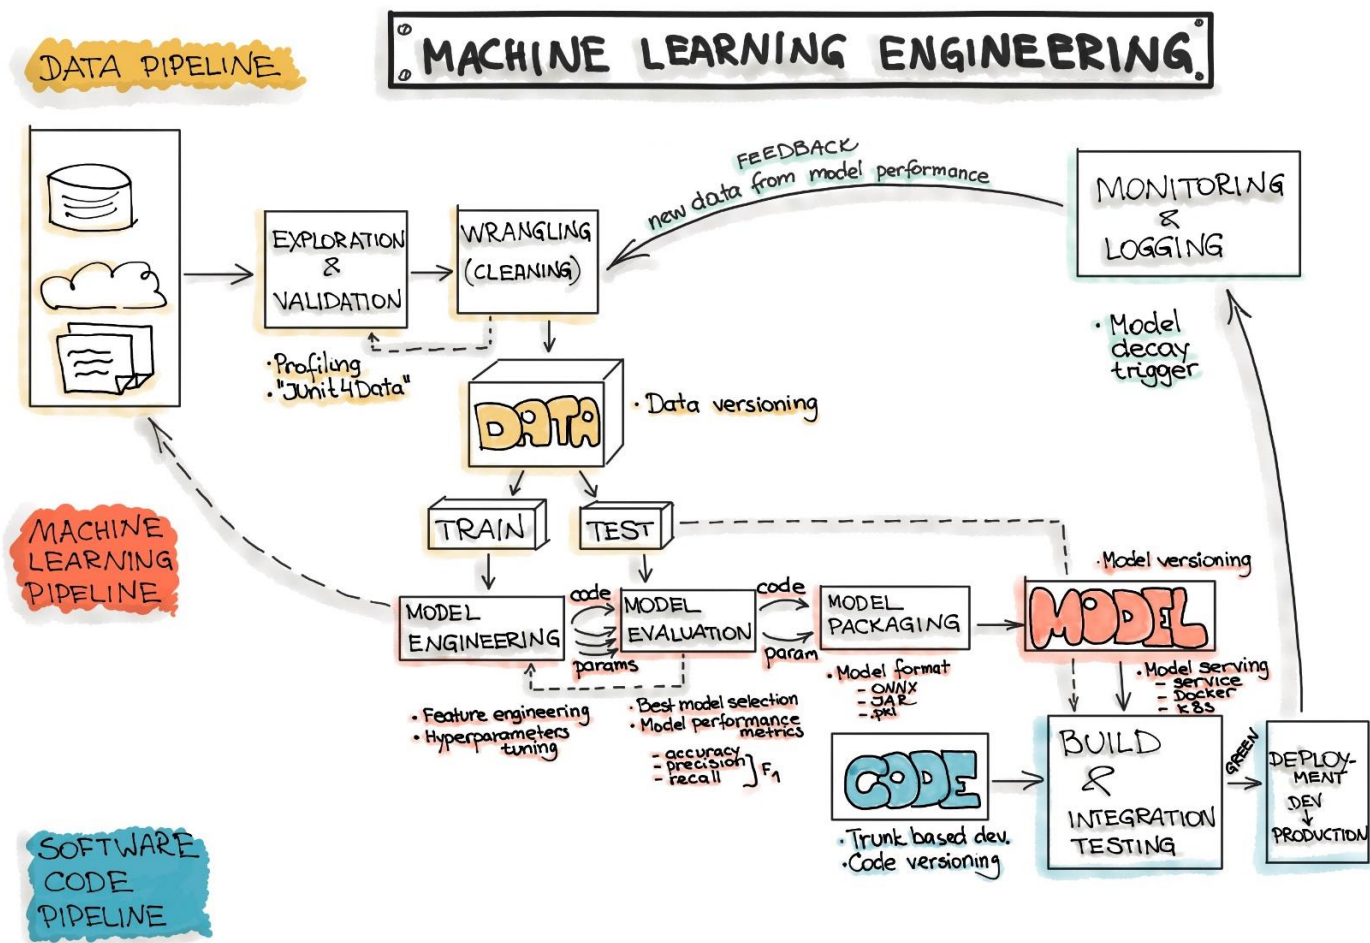 DATA PIPELINE
MACHINE LEARNING ENGINEERING
EXPLORATION
&
VALIDATION
· Profiling
· "JUnit4Data"
WRANGLING
(CLEANING)
FEEDBACK
new data from model performance
MONITORING
&
LOGGING
· Model
decay
trigger
DATA
· Data versioning
TRAIN
TEST
MACHINE
LEARNING
PIPELINE
MODEL
ENGINEERING
· Feature engineering
· Hyperparameters
tuning
code
params
MODEL
EVALUATION
· Best model selection
· Model performance
metrics
- accuracy
- precision
- recall
F1
code
param
MODEL
PACKAGING
· Model format
- ONNX
- JAR
- .pkl
· Model versioning
MODEL
· Model serving
- service
- Docker
- K8S
CODE
· Trunk based dev.
· Code versioning
BUILD
&
INTEGRATION
TESTING
GREEN
DEPLOY-
MENT
DEV
PRODUCTION
SOFTWARE
CODE
PIPELINE